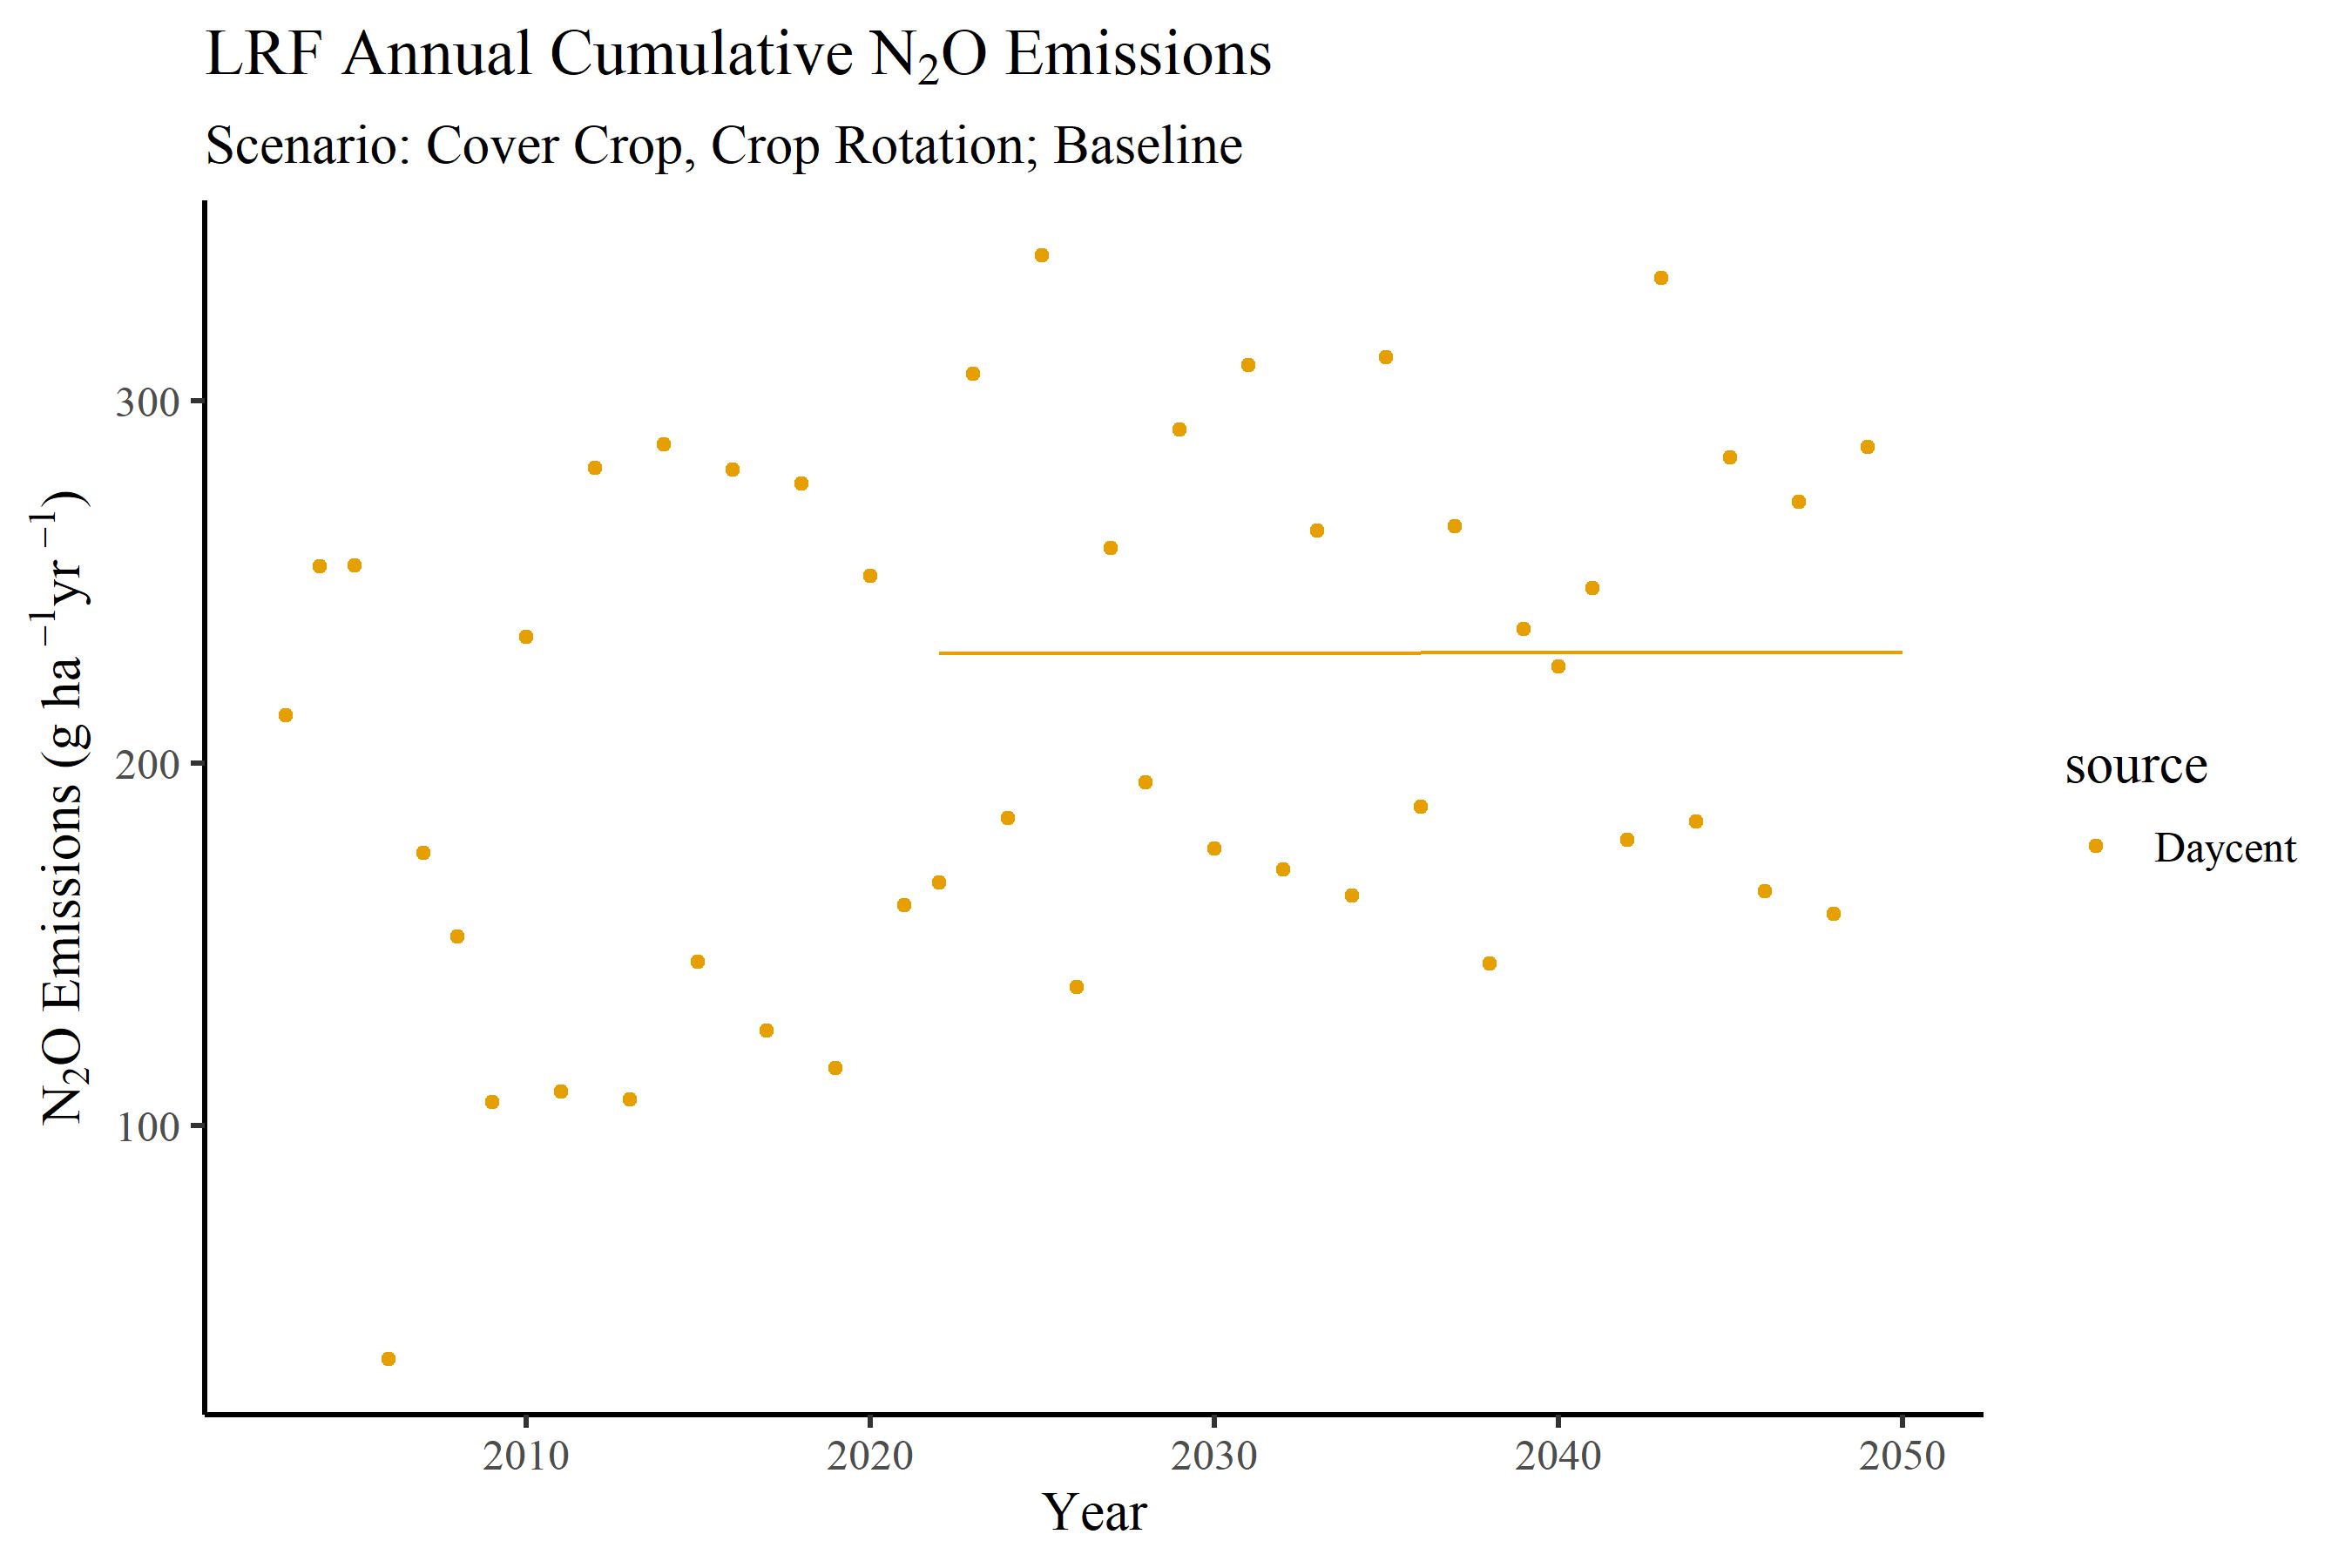 LRF Annual Cumulative N₂O Emissions
Scenario: Cover Crop, Crop Rotation; Baseline
N₂O Emissions (g ha ⁻¹yr ⁻¹)
300
200
100
2010 2020 2030 2040 2050
Year
source
Daycent